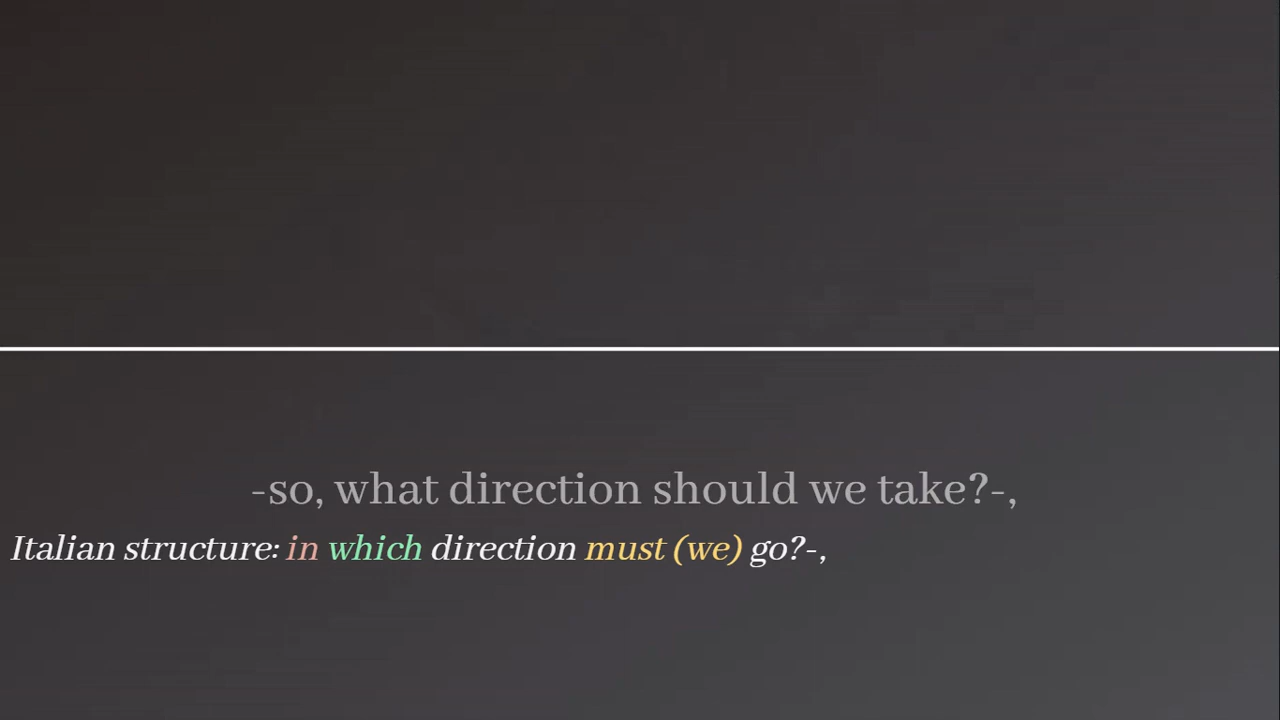 -so, what direction should we take?-,
Italian structure: in which direction must (we) go?-,